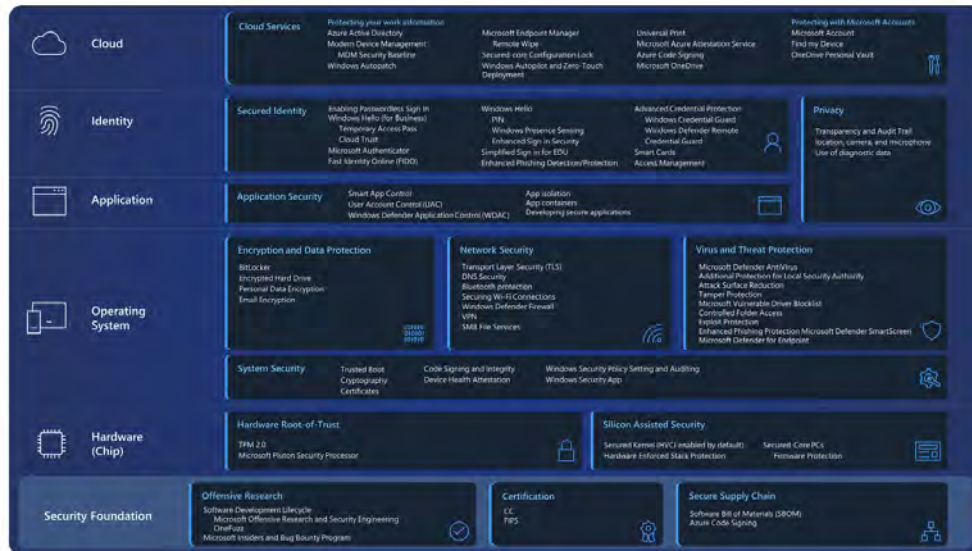 Cloud
Cloud Services
Protecting your work information
Azure Active Directory
Modern Device Management
MDM Security Baseline
Windows Autopatch
Microsoft Endpoint Manager
Remote Wipe
Secured-core Configuration Lock
Windows Autopilot and Zero-Touch
Deployment
Universal Print
Microsoft Azure Attestation Service
Azure Code Signing
Microsoft OneDrive
Protecting with Microsoft Accounts
Microsoft Account
Find my Device
OneDrive Personal Vault
Identity
Secured Identity
Enabling Passwordless Sign In
Windows Hello (for Business)
Temporary Access Pass
Cloud Trust
Microsoft Authenticator
Fast Identity Online (FIDO)
Windows Hello
PIN
Windows Presence Sensing
Enhanced Sign in Security
Simplified Sign in for EDU
Enhanced Phishing Detection/Protection
Advanced Credential Protection
Windows Credential Guard
Windows Defender Remote
Credential Guard
Smart Cards
Access Management
Privacy
Transparency and Audit Trail
location, camera, and microphone
Use of diagnostic data
Application
Application Security
Smart App Control
User Account Control (UAC)
Windows Defender Application Control (WDAC)
App isolation
App containers
Developing secure applications
Operating
System
Encryption and Data Protection
BitLocker
Encrypted Hard Drive
Personal Data Encryption
Email Encryption
Network Security
Transport Layer Security (TLS)
DNS Security
Bluetooth protection
Securing Wi-Fi Connections
Windows Defender Firewall
VPN
SMB File Services
Virus and Threat Protection
Microsoft Defender AntiVirus
Additional Protection for Local Security Authority
Attack Surface Reduction
Tamper Protection
Microsoft Vulnerable Driver Blocklist
Controlled Folder Access
Exploit Protection
Enhanced Phishing Protection Microsoft Defender SmartScreen
Microsoft Defender for Endpoint
System Security
Trusted Boot
Cryptography
Certificates
Code Signing and Integrity
Device Health Attestation
Windows Security Policy Setting and Auditing
Windows Security App
Hardware
(Chip)
Hardware Root-of-Trust
TPM 2.0
Microsoft Pluton Security Processor
Silicon Assisted Security
Secured Kernel (HVCI enabled by default)
Hardware Enforced Stack Protection
Secured-Core PCs
Firmware Protection
Security Foundation
Offensive Research
Software Development Lifecycle
Microsoft Offensive Research and Security Engineering
OneFuzz
Microsoft Insiders and Bug Bounty Program
Certification
CC
FIPS
Secure Supply Chain
Software Bill of Materials (SBOM)
Azure Code Signing